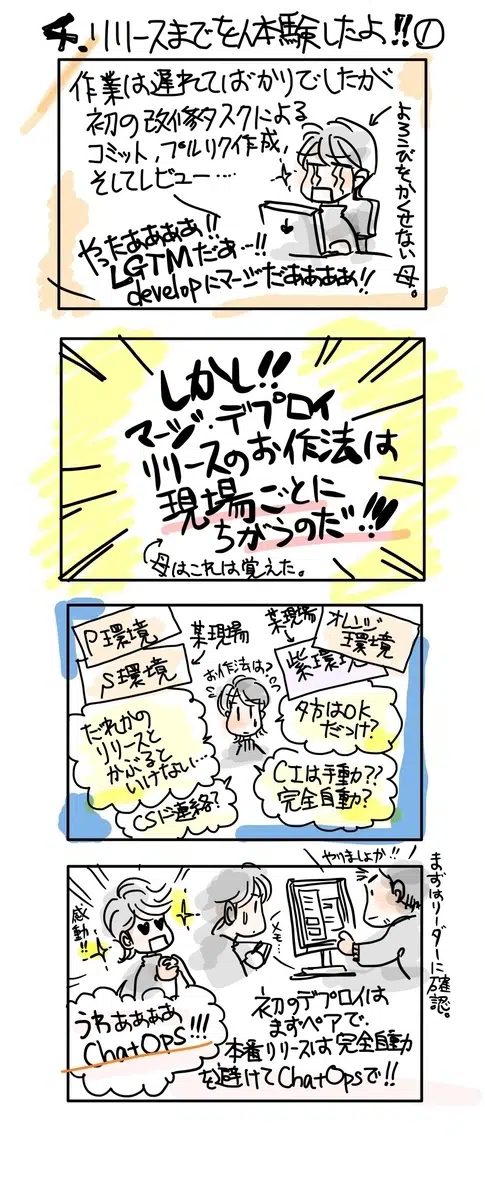 チ、リリースまでをん本験したよ!!①
作業は遅れてばかりでしたが
初の改修タスクによる
コミット,プルリク作成,
そしてレビュー・・・・
よろこびをかくせない母。
やったあああああ!!
LGTMだぁ・・・!!
developにマージだああああぁ!!
しかし!!
マージ・デプロイ
リリースのお作法は
現場ごとに
ちがうのだ!!!
母はこれは覚えた。
P環境
S環境
某現場
某現場
オレンジ
環境
紫環境
お作法は?
だれかの
リリースと
かぶると
いけない…
CSに連絡?
夕方はOK
だっけ?
CIは手動??
完全自動?
やりましょか!!
まずはリーダーに確認。
感動!!
メモ…
うわぁぁぁぁ
ChatOps!!!
初のデプロイは
まずペアで、
本番リリースは完全自動
を避けてChatOpsで!!